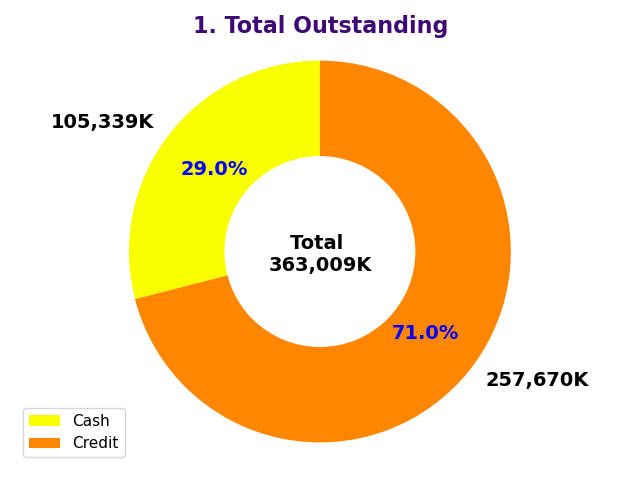 1. Total Outstanding
105,339K
29.0%
Total
363,009K
71.0%
257,670K
Cash
Credit